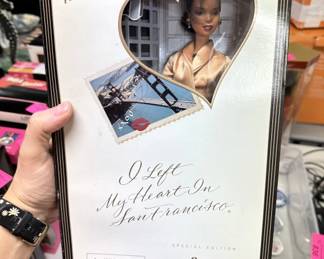 I Left
My Heart In
San Francisco®
SPECIAL EDITION